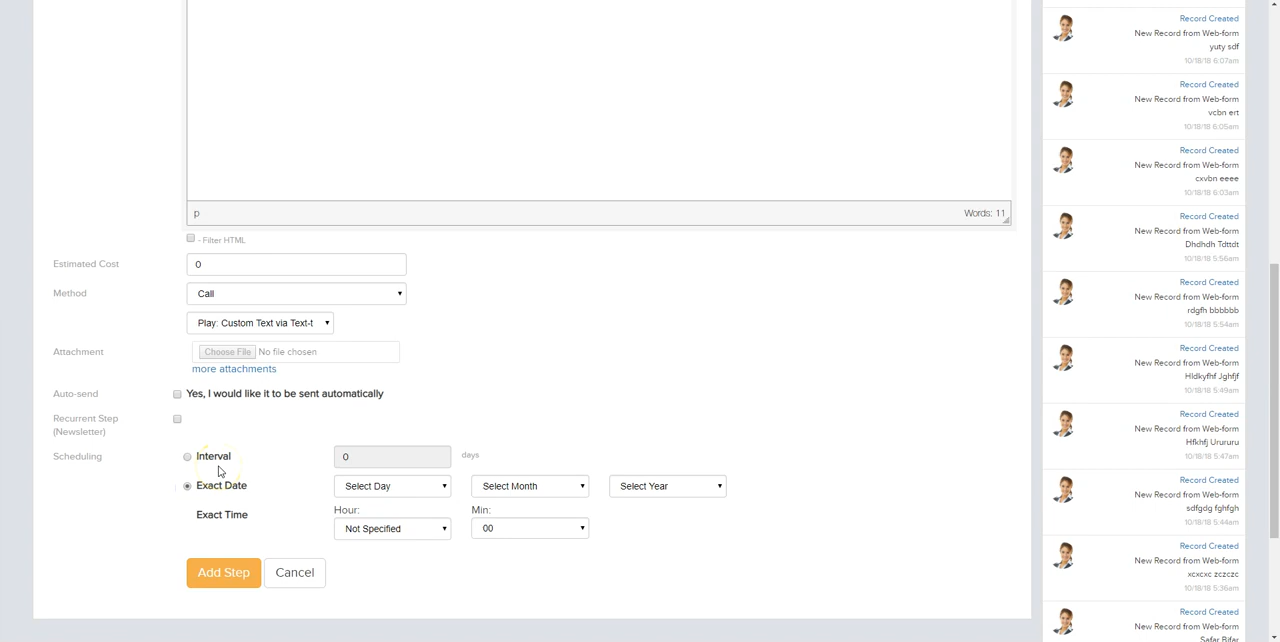 p
Words: 11
- Filter HTML
Estimated Cost
0
Method
Call
Play: Custom Text via Text-t
Attachment
Choose File No file chosen
more attachments
Auto-send
Yes, I would like it to be sent automatically
Recurrent Step
(Newsletter)
Scheduling
Interval
0
days
Exact Date
Select Day
Select Month
Select Year
Exact Time
Hour:
Not Specified
Min:
00
Add Step
Cancel
Record Created
New Record from Web-form
yuty sdf
10/18/18 6:07am
Record Created
New Record from Web-form
vcbn ert
10/18/18 6:05am
Record Created
New Record from Web-form
cxvbn eeee
10/18/18 6:03am
Record Created
New Record from Web-form
Dhdhdh Tdttdt
10/18/18 5:56am
Record Created
New Record from Web-form
rdgfh bbbbbb
10/18/18 5:54am
Record Created
New Record from Web-form
Hldkyfhf Jghfjf
10/18/18 5:49am
Record Created
New Record from Web-form
Hfkhfj Urururu
10/18/18 5:47am
Record Created
New Record from Web-form
sdfgdg fghfgh
10/18/18 5:44am
Record Created
New Record from Web-form
xcxcxc zczczc
10/18/18 5:36am
Record Created
New Record from Web-form
Safar Bifar